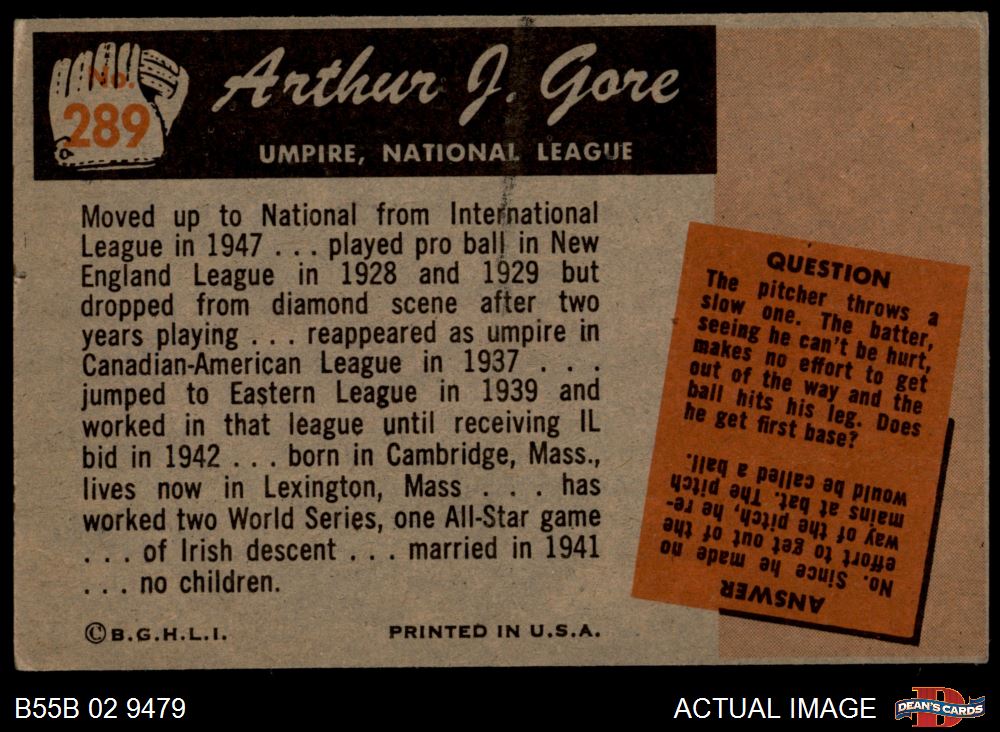 No.
289
Arthur J. Gore
UMPIRE, NATIONAL LEAGUE
Moved up to National from International
League in 1947 . . . played pro ball in New
England League in 1928 and 1929 but
dropped from diamond scene after two
years playing . . . reappeared as umpire in
Canadian-American League in 1937 . . .
jumped to Eastern League in 1939 and
worked in that league until receiving IL
bid in 1942 . . . born in Cambridge, Mass.,
lives now in Lexington, Mass . . . has
worked two World Series, one All-Star game
. . . of Irish descent . . . married in 1941
. . . no children.
©B.G.H.L.I.
PRINTED IN U.S.A.
QUESTION
The pitcher throws a
slow one. The batter,
seeing he can't be hurt,
makes no effort to get
out of the way and the
ball hits his leg. Does
he get first base?
ANSWER
No. Since he made no
effort to get out of the
way of the pitch, he re-
mains at bat. The pitch
would be called a ball.
B55B 02 9479
ACTUAL IMAGE
D
DEAN'S CARDS